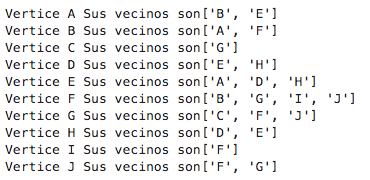 Vertice A Sus vecinos son['B', 'E']
Vertice B Sus vecinos son['A', 'F']
Vertice C Sus vecinos son['G']
Vertice D Sus vecinos son['E', 'H']
Vertice E Sus vecinos son['A', 'D', 'H']
Vertice F Sus vecinos son['B', 'G', 'I', 'J']
Vertice G Sus vecinos son['C', 'F', 'J']
Vertice H Sus vecinos son['D', 'E']
Vertice I Sus vecinos son['F']
Vertice J Sus vecinos son['F', 'G']